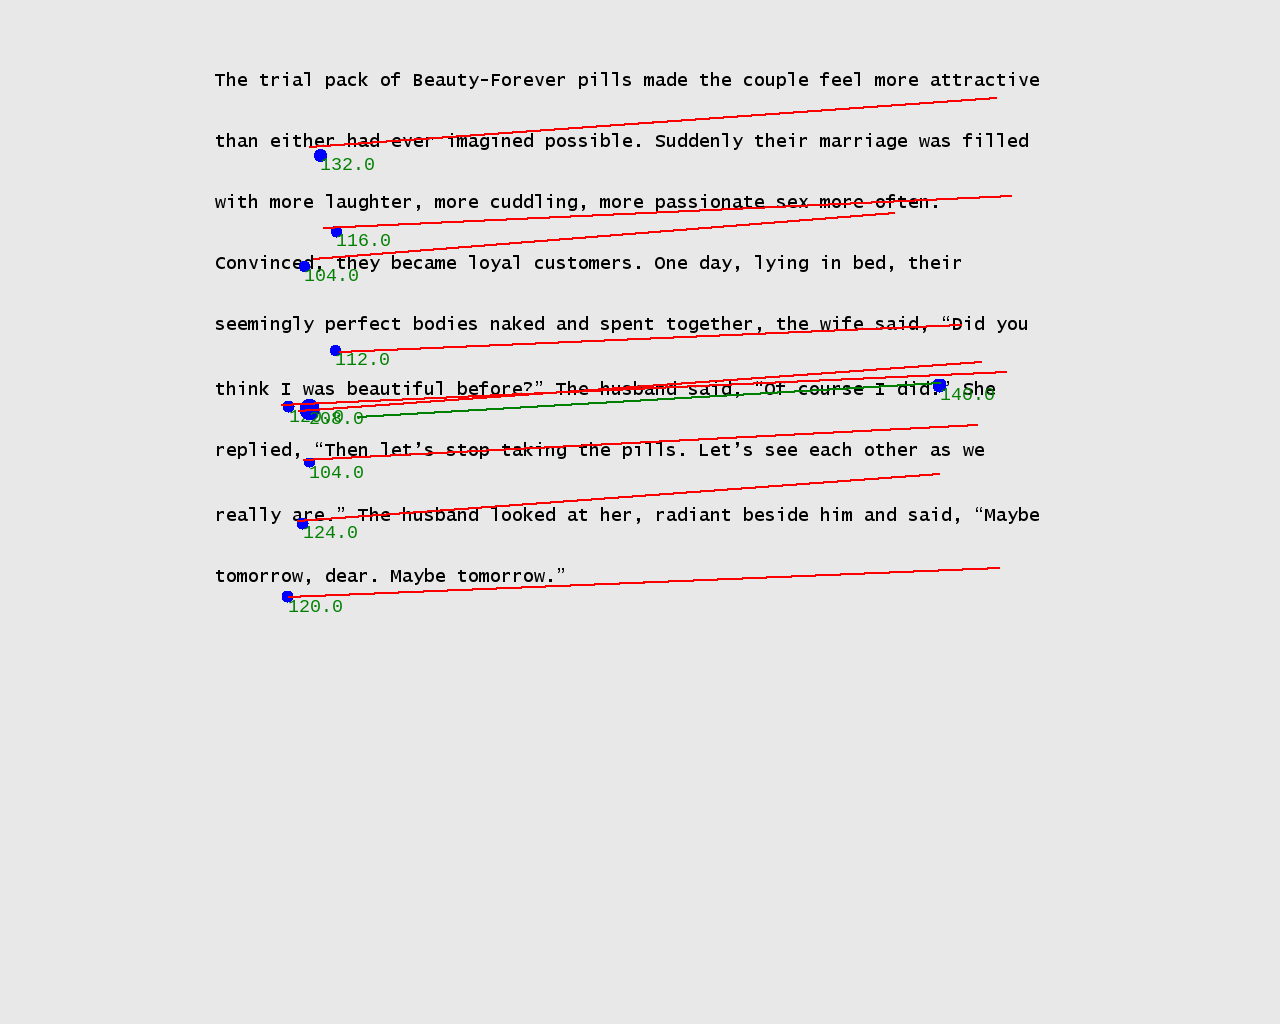 The trial pack of Beauty-Forever pills made the couple feel more attractive
than either had ever imagined possible. Suddenly their marriage was filled
132.0
with more laughter, more cuddling, more passionate sex more often.
116.0
Convinced, they became loyal customers. One day, lying in bed, their
104.0
seemingly perfect bodies naked and spent together, the wife said, “Did you
112.0
think I was beautiful before?” The husband said, “Of course I did.” She
140.0
208.0
replied, “Then let’s stop taking the pills. Let’s see each other as we
104.0
really are.” The husband looked at her, radiant beside him and said, “Maybe
124.0
tomorrow, dear. Maybe tomorrow.”
120.0